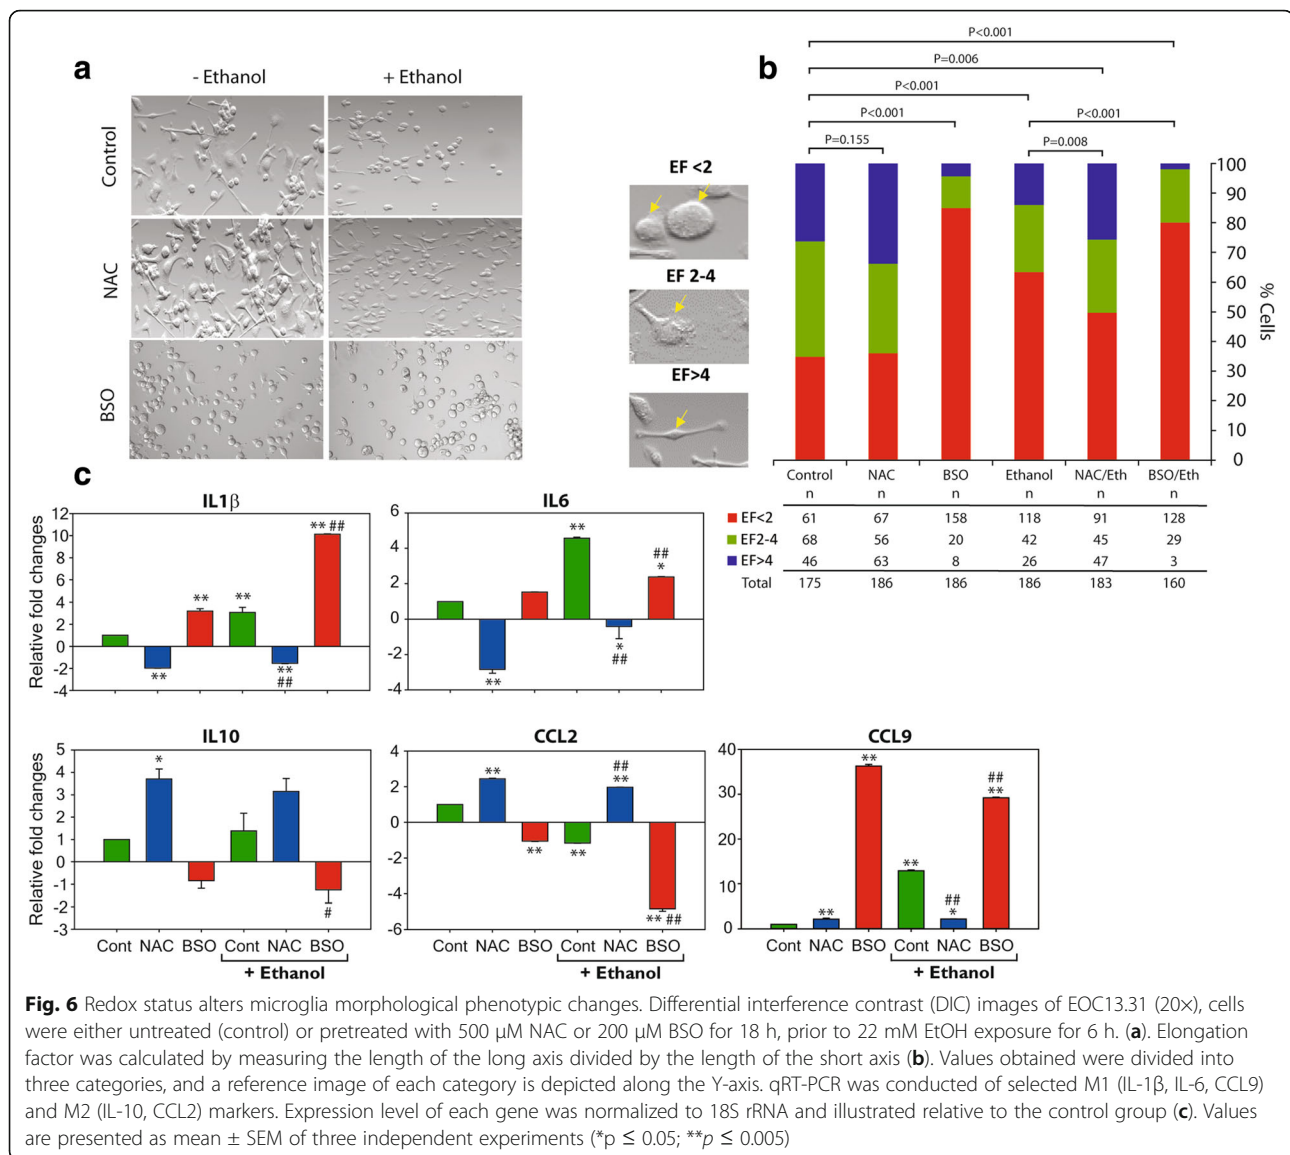 a
- Ethanol
+ Ethanol
Control
NAC
BSO
b
P<0.001
P=0.006
P<0.001
P<0.001
P<0.001
P=0.155
P=0.008
EF <2
EF 2-4
EF>4
100
90
80
70
60
50
40
30
20
10
0
% Cells
Control NAC BSO Ethanol NAC/Eth BSO/Eth
n n n n n n
EF<2 61 67 158 118 91 128
EF2-4 68 56 20 42 45 29
EF>4 46 63 8 26 47 3
Total 175 186 186 186 183 160
c
IL1β
Relative fold changes
12
10
8
6
4
2
0
-2
-4
**
**
**
**
##
** ##
IL6
6
4
2
0
-2
-4
**
**
*
##
##
*
IL10
Relative fold changes
5
4
3
2
1
0
-1
-2
-3
*
#
Cont NAC BSO Cont NAC BSO
+ Ethanol
CCL2
4
2
0
-2
-4
-6
**
**
**
##
**
** ##
Cont NAC BSO Cont NAC BSO
+ Ethanol
CCL9
40
30
20
10
0
**
**
**
##
*
##
**
Cont NAC BSO Cont NAC BSO
+ Ethanol
Fig. 6 Redox status alters microglia morphological phenotypic changes. Differential interference contrast (DIC) images of EOC13.31 (20×), cells
were either untreated (control) or pretreated with 500 μM NAC or 200 μM BSO for 18 h, prior to 22 mM EtOH exposure for 6 h. (a). Elongation
factor was calculated by measuring the length of the long axis divided by the length of the short axis (b). Values obtained were divided into
three categories, and a reference image of each category is depicted along the Y-axis. qRT-PCR was conducted of selected M1 (IL-1β, IL-6, CCL9)
and M2 (IL-10, CCL2) markers. Expression level of each gene was normalized to 18S rRNA and illustrated relative to the control group (c). Values
are presented as mean ± SEM of three independent experiments (*p ≤ 0.05; **p ≤ 0.005)